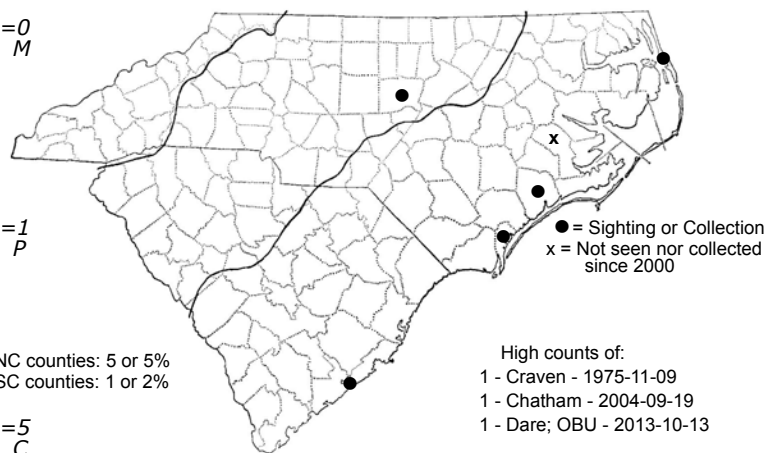 =0
M
x
=1
P
● = Sighting or Collection
x = Not seen nor collected
since 2000
NC counties: 5 or 5%
SC counties: 1 or 2%
High counts of:
1 - Craven - 1975-11-09
1 - Chatham - 2004-09-19
1 - Dare; OBU - 2013-10-13
=5
C